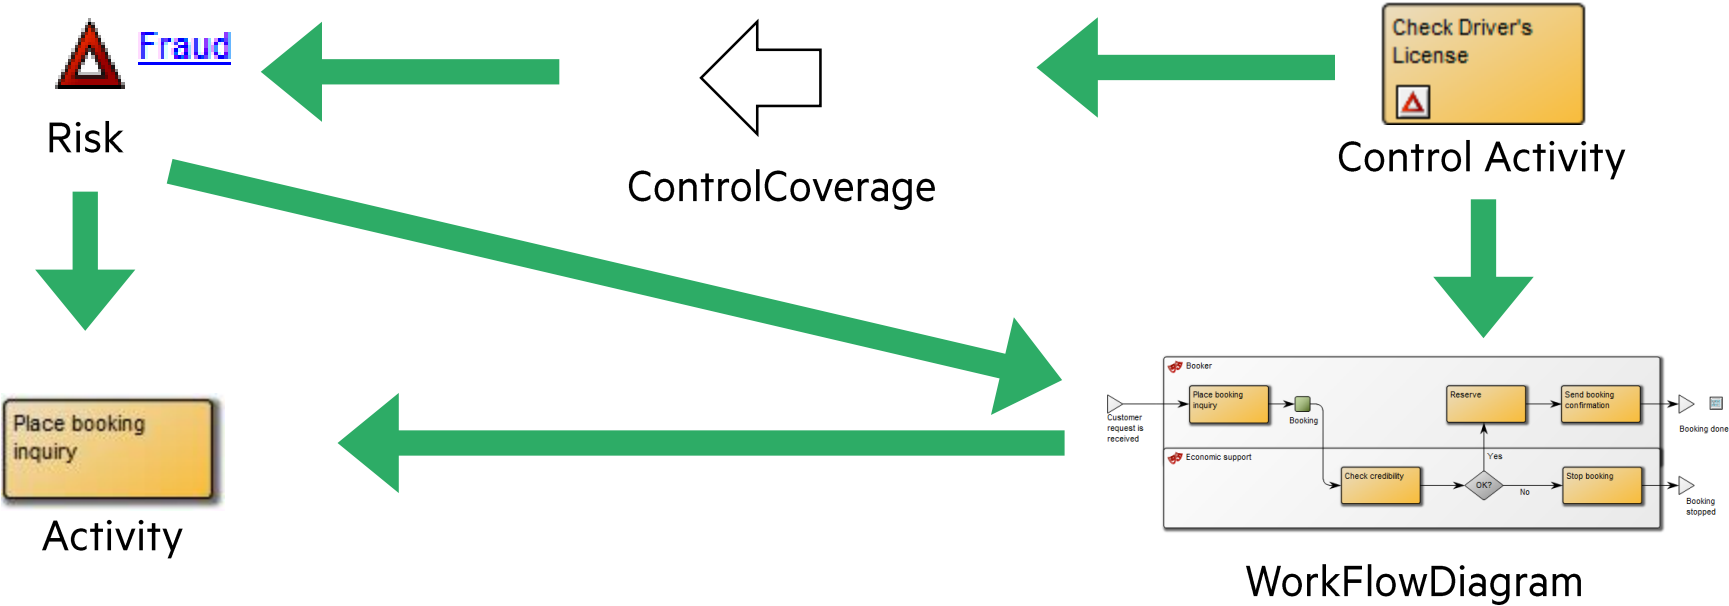 Fraud
Risk
ControlCoverage
Check Driver's
License
Control Activity
Place booking
inquiry
Activity
Booker
Customer
request is
received
Place booking
inquiry
Booking
Reserve
Send booking
confirmation
Booking done
Economic support
Check credibility
OK?
Yes
No
Stop booking
Booking
stopped
WorkFlowDiagram